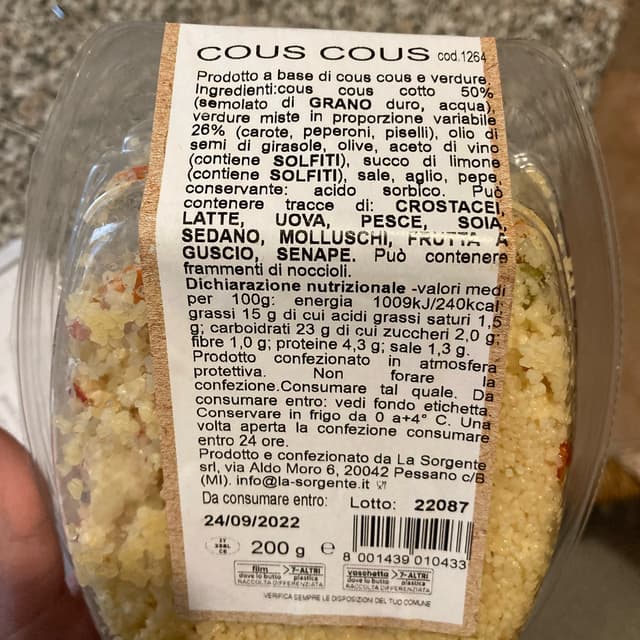 COUS COUS cod.1264
Prodotto a base di cous cous e verdure.
Ingredienti:cous cous cotto 50%
(semolato di GRANO duro, acqua),
verdure miste in proporzione variabile
26% (carote, peperoni, piselli), olio di
semi di girasole, olive, aceto di vino
(contiene SOLFITI), succo di limone
(contiene SOLFITI), sale, aglio, pepe,
conservante: acido sorbico. Può
contenere tracce di: CROSTACEI,
LATTE, UOVA, PESCE, SOIA,
SEDANO, MOLLUSCHI, FRUTTA A
GUSCIO, SENAPE. Può contenere
frammenti di noccioli.
Dichiarazione nutrizionale -valori medi
per 100g: energia 1009kJ/240kcal;
grassi 15 g di cui acidi grassi saturi 1,5
g; carboidrati 23 g di cui zuccheri 2,0 g;
fibre 1,0 g; proteine 4,3 g; sale 1,3 g.
Prodotto confezionato in atmosfera
protettiva. Non forare la
confezione.Consumare tal quale. Da
consumare entro: vedi fondo etichetta.
Conservare in frigo da 0 a+4° C. Una
volta aperta la confezione consumare
entro 24 ore.
Prodotto e confezionato da La Sorgente
srl, via Aldo Moro 6, 20042 Pessano c/B
(MI). info@la-sorgente.it
Da consumare entro: Lotto: 22087
24/09/2022
IT
CE
200 g e
8 001439 010433
film 7-ALTRI
dove lo butto plastica
RACCOLTA DIFFERENZIATA
vaschetta 7-ALTRI
dove lo butto plastica
RACCOLTA DIFFERENZIATA
VERIFICA SEMPRE LE DISPOSIZIONI DEL TUO COMUNE